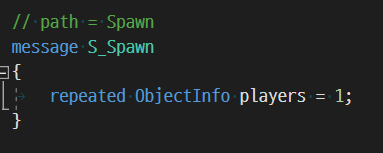 // path = Spawn
message S_Spawn
{
repeated ObjectInfo players = 1;
}